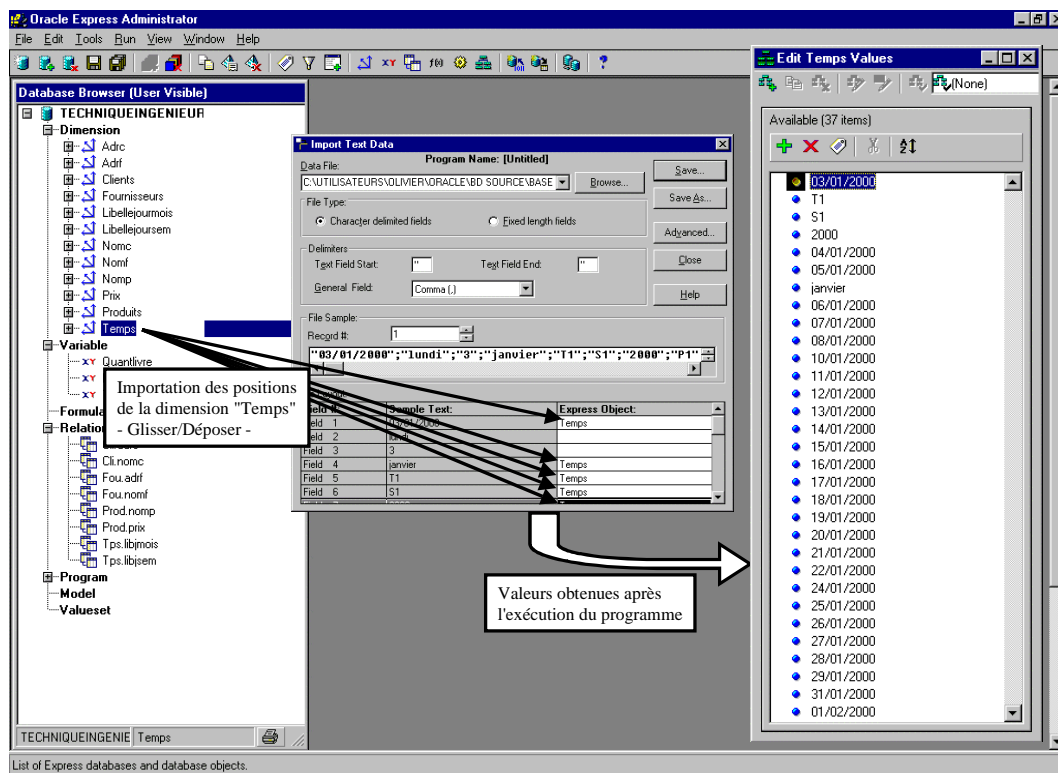 Oracle Express Administrator
File Edit Tools Run View Window Help
Database Browser (User Visible)
TECHNIQUEINGENIEUR
Dimension
Adrc
Adrf
Clients
Fournisseurs
Libellejourmois
Libellejoursem
Nomc
Nomf
Nomp
Prix
Produits
Temps
Variable
Quantlivre
Formula
Relation
Cli.nomc
Fou.adrf
Fou.nomf
Prod.nomp
Prod.prix
Tps.libjmois
Tps.libjsem
Program
Model
Valueset
TECHNIQUEINGENIE Temps
List of Express databases and database objects.
Importation des positions
de la dimension "Temps"
- Glisser/Déposer -
Import Text Data
Program Name: [Untitled]
Data File:
C:\UTILISATEURS\OLIVIER\ORACLE\BD SOURCE\BASE
Browse...
Save...
Save As...
Advanced...
Close
Help
File Type:
Character delimited fields
Fixed length fields
Delimiters
Text Field Start: "
Text Field End: "
General Field: Comma (,)
File Sample:
Record #: 1
"03/01/2000";"lundi";"3";"janvier";"T1";"S1";"2000";"P1"
Field #: Sample Text: Express Object:
Field 1 03/01/2000 Temps
Field 2 lundi
Field 3 3
Field 4 janvier Temps
Field 5 T1 Temps
Field 6 S1 Temps
Valeurs obtenues après
l'exécution du programme
Edit Temps Values
(None)
Available (37 items)
03/01/2000
T1
S1
2000
04/01/2000
05/01/2000
janvier
06/01/2000
07/01/2000
08/01/2000
10/01/2000
11/01/2000
12/01/2000
13/01/2000
14/01/2000
15/01/2000
16/01/2000
17/01/2000
18/01/2000
19/01/2000
20/01/2000
21/01/2000
22/01/2000
24/01/2000
25/01/2000
26/01/2000
27/01/2000
28/01/2000
29/01/2000
31/01/2000
01/02/2000